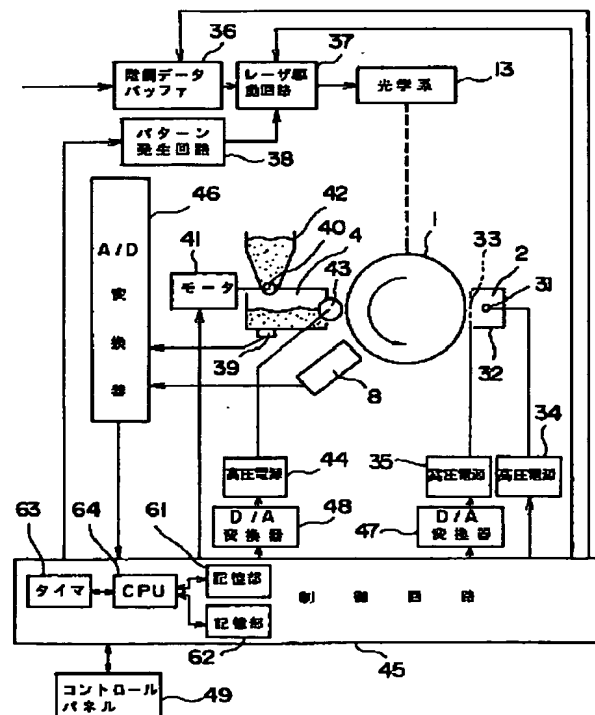 36
37
13
階調データ
バッファ
レーザ駆
動回路
光学系
パターン
発生回路
38
46
A/D
変
換
器
42
40
4
1
41
43
33
2
31
モータ
39
32
8
34
高圧電源
44
35
高圧電源
高圧電源
D/A
変換器
48
47
D/A
変換器
63
64
61
タイマ
CPU
記憶部
記憶部
62
制御回路
45
コントロール
パネル
49